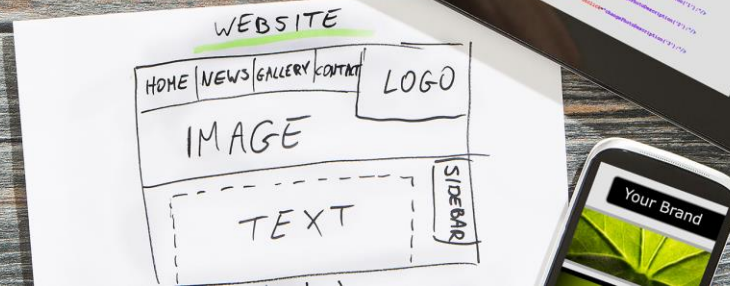 WEBSITE
HOME NEWS GALLERY CONTACT
LOGO
IMAGE
SIDEBAR
TEXT
Your Brand